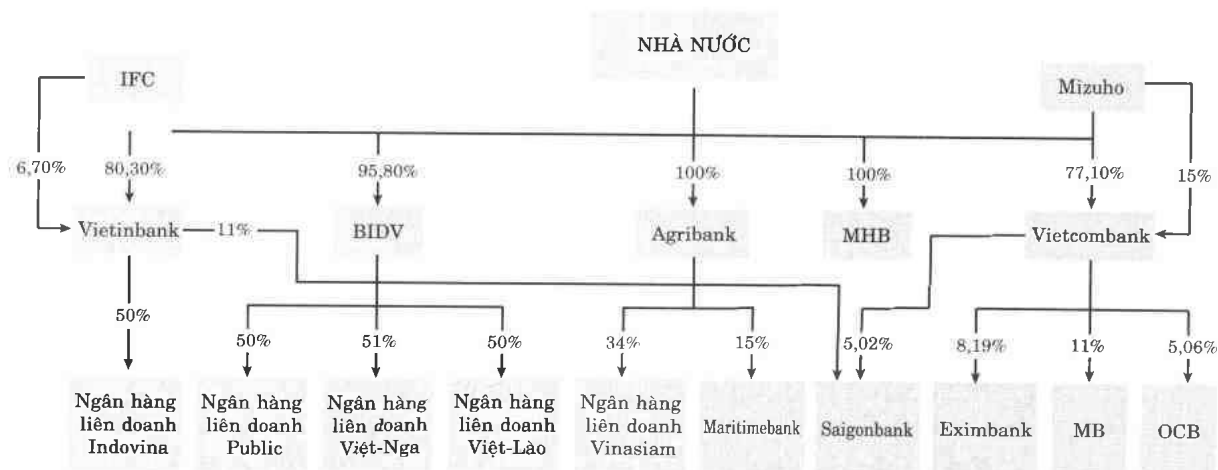 NHÀ NƯỚC
IFC
Mizuho
6,70%
80,30%
95,80%
100%
100%
77,10%
15%
Vietinbank
11%
BIDV
Agribank
MHB
Vietcombank
50%
50%
51%
50%
34%
15%
5,02%
8,19%
11%
5,06%
Ngân hàng
liên doanh
Indovina
Ngân hàng
liên doanh
Public
Ngân hàng
liên doanh
Việt-Nga
Ngân hàng
liên doanh
Việt-Lào
Ngân hàng
liên doanh
Vinasiam
Maritimebank
Saigonbank
Eximbank
MB
OCB